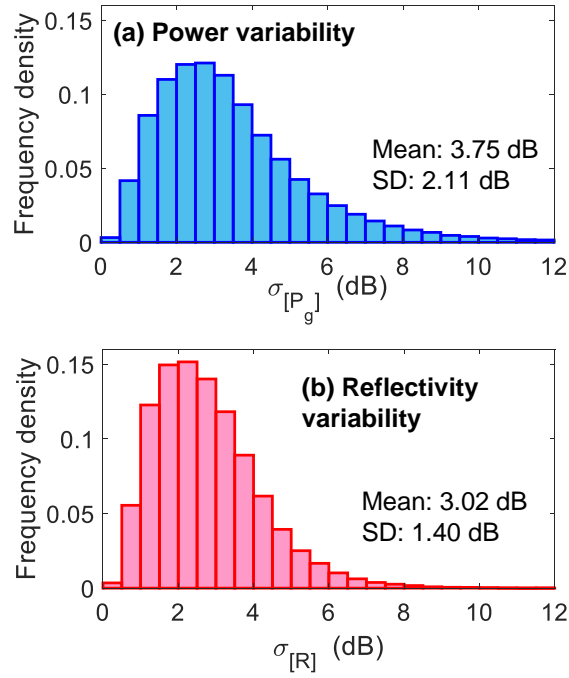 (a) Power variability
Frequency density
0.15
0.1
0.05
0
Mean: 3.75 dB
SD: 2.11 dB
0 2 4 6 8 10 12
σ[Pg] (dB)
(b) Reflectivity
variability
Frequency density
0.15
0.1
0.05
0
Mean: 3.02 dB
SD: 1.40 dB
0 2 4 6 8 10 12
σ[R] (dB)